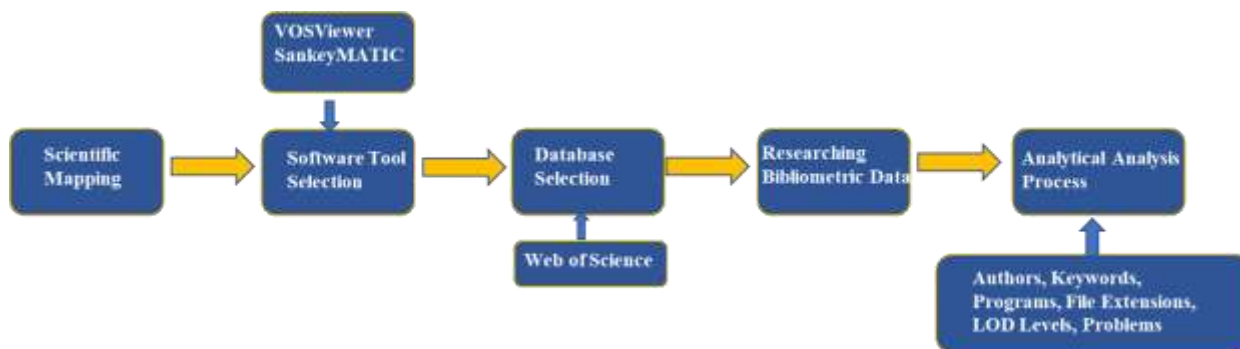 VOSViewer
SankeyMATIC
Scientific
Mapping
Software Tool
Selection
Database
Selection
Researching
Bibliometric Data
Analytical Analysis
Process
Web of Science
Authors, Keywords,
Programs, File Extensions,
LOD Levels, Problems